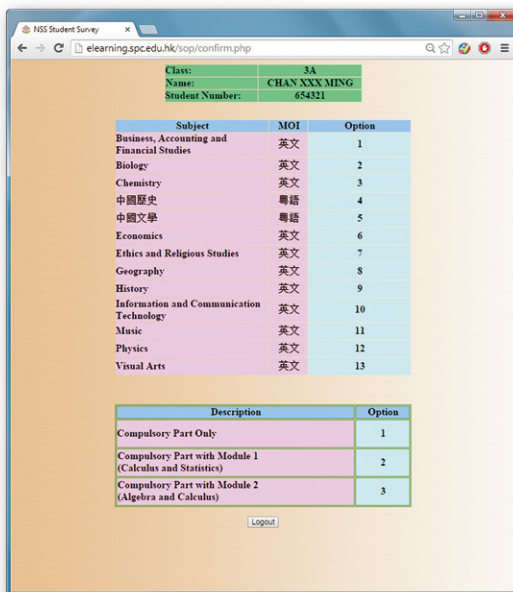 NSS Student Survey
elearning.spc.edu.hk/sop/confirm.php
Class: 3A
Name: CHAN XXX MING
Student Number: 654321
Subject MOI Option
Business, Accounting and
Financial Studies 英文 1
Biology 英文 2
Chemistry 英文 3
中國歷史 粵語 4
中國文學 粵語 5
Economics 英文 6
Ethics and Religious Studies 英文 7
Geography 英文 8
History 英文 9
Information and Communication
Technology 英文 10
Music 英文 11
Physics 英文 12
Visual Arts 英文 13
Description Option
Compulsory Part Only 1
Compulsory Part with Module 1
(Calculus and Statistics) 2
Compulsory Part with Module 2
(Algebra and Calculus) 3
Logout